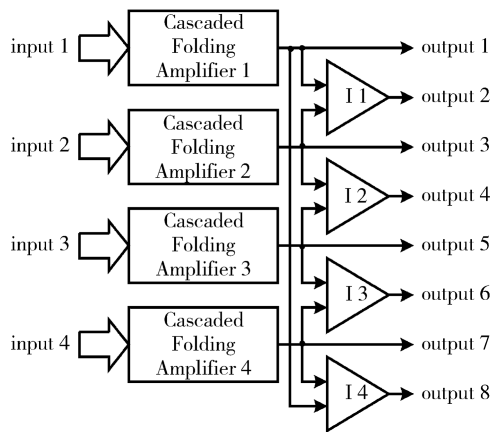 Cascaded
input 1
Folding
output 1
Amplifier 1
I 1
output 2
Cascaded
input 2
Folding
output 3
Amplifier 2
I 2
output 4
Cascaded
input 3
Folding
output 5
Amplifier 3
I 3
output 6
Cascaded
input 4
Folding
output 7
Amplifier 4
I 4
output 8